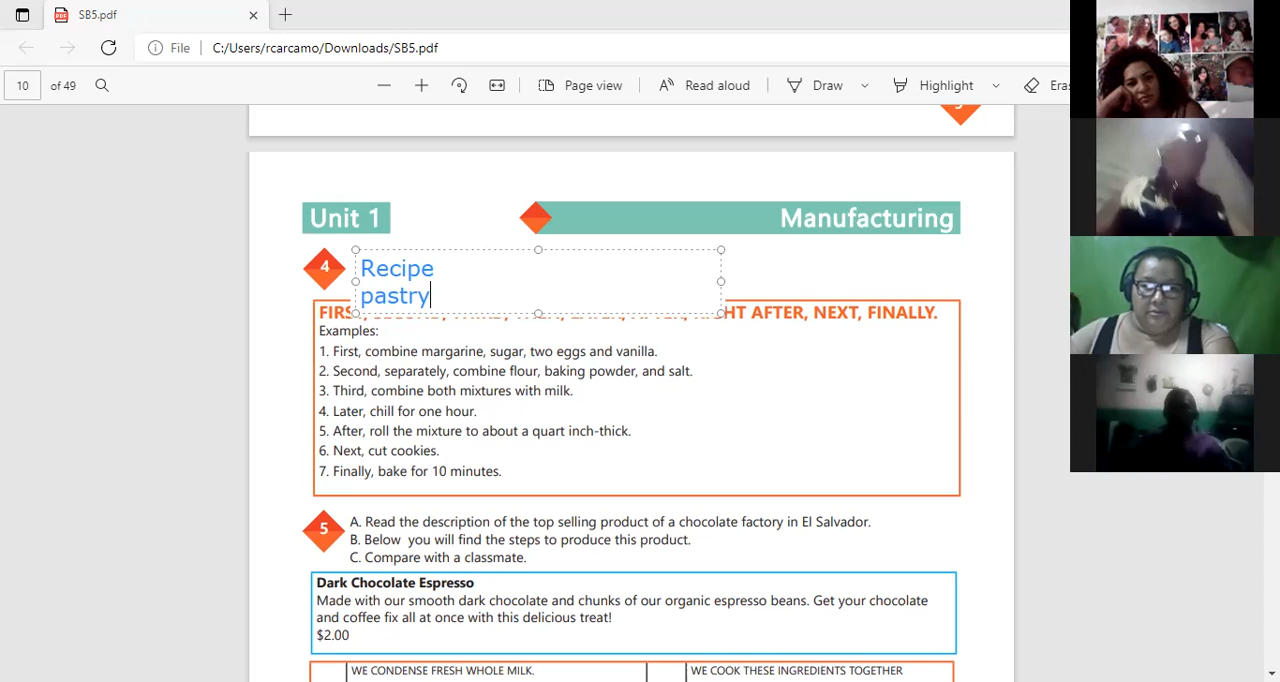 SB5.pdf
File
C:/Users/rcarcamo/Downloads/SB5.pdf
10 of 49
Page view
Read aloud
Draw
Highlight
Unit 1
Manufacturing
4
Recipe
pastry
AFTER, NEXT, FINALLY.
Examples:
1. First, combine margarine, sugar, two eggs and vanilla.
2. Second, separately, combine flour, baking powder, and salt.
3. Third, combine both mixtures with milk.
4. Later, chill for one hour.
5. After, roll the mixture to about a quart inch-thick.
6. Next, cut cookies.
7. Finally, bake for 10 minutes.
5
A. Read the description of the top selling product of a chocolate factory in El Salvador.
B. Below you will find the steps to produce this product.
C. Compare with a classmate.
Dark Chocolate Espresso
Made with our smooth dark chocolate and chunks of our organic espresso beans. Get your chocolate
and coffee fix all at once with this delicious treat!
$2.00
WE CONDENSE FRESH WHOLE MILK.
WE COOK THESE INGREDIENTS TOGETHER